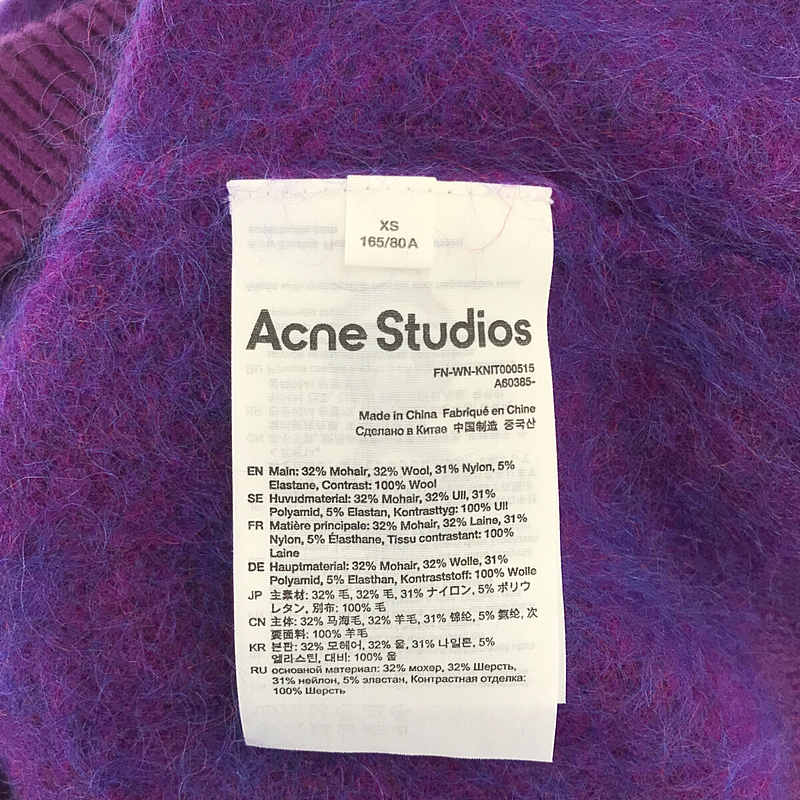 XS
165/80A
Acne Studios
FN-WN-KNIT000515
A60385-
Made in China Fabriqué en Chine
Сделано в Китае 中国制造 중국산
EN Main: 32% Mohair, 32% Wool, 31% Nylon, 5%
Elastane, Contrast: 100% Wool
SE Huvudmaterial: 32% Mohair, 32% Ull, 31%
Polyamid, 5% Elastan, Kontrasttyg: 100% Ull
FR Matière principale: 32% Mohair, 32% Laine, 31%
Nylon, 5% Élasthane, Tissu contrastant: 100%
Laine
DE Hauptmaterial: 32% Mohair, 32% Wolle, 31%
Polyamid, 5% Elasthan, Kontraststoff: 100% Wolle
JP 主素材: 32% 毛, 32% 毛, 31% ナイロン, 5% ポリウ
レタン, 別布: 100% 毛
CN 主体: 32% 马海毛, 32% 羊毛, 31% 锦纶, 5% 氨纶, 次
要面料: 100% 羊毛
KR 본판: 32% 모헤어, 32% 울, 31% 나일론, 5%
엘라스틴, 대비: 100% 울
RU основной материал: 32% мохер, 32% Шерсть,
31% нейлон, 5% эластан, Контрастная отделка:
100% Шерсть